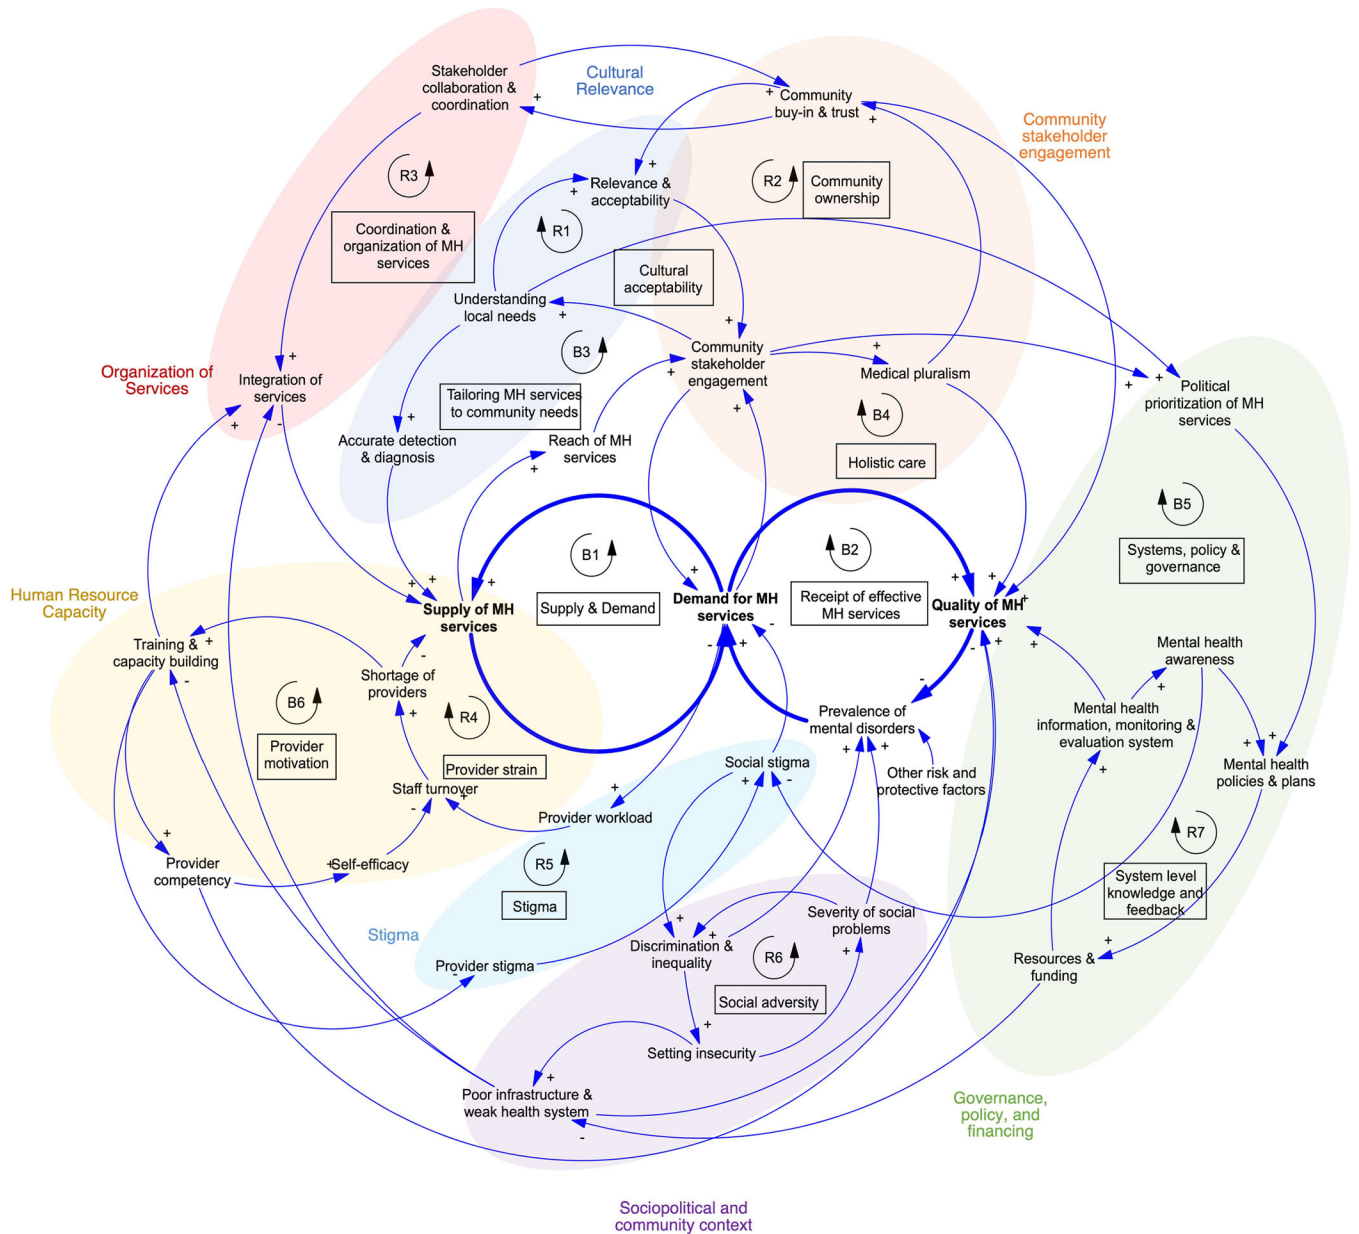 Stakeholder
collaboration &
coordination
+
Cultural
Relevance
+
Community
buy-in & trust
+
Community
stakeholder
engagement
R3
Coordination &
organization of MH
services
+
Relevance &
acceptability
+
R1
R2
Community
ownership
Cultural
acceptability
Understanding
local needs
+
B3
Tailoring MH services
to community needs
+
Community
stakeholder
engagement
+
+
+
Medical pluralism
B4
Holistic care
+
+
Political
prioritization of MH
services
Organization of
Services
+
Integration of
services
+
-
+
Accurate detection
& diagnosis
Reach of MH
services
+
B1
Supply & Demand
B2
Receipt of effective
MH services
B5
Systems, policy &
governance
Human Resource
Capacity
+
+
+
Supply of MH
services
+
Demand for MH
services
-
-
+
+
+
+
Quality of MH
services
-
+
+
Training &
capacity building
+
-
Shortage of
providers
-
+
B6
Provider
motivation
R4
Provider strain
Staff turnover
+
-
-
Prevalence of
mental disorders
+
+
Other risk and
protective factors
Mental health
awareness
+
Mental health
information, monitoring &
evaluation system
+
+
+
Mental health
policies & plans
Social stigma
+
-
+
Provider workload
+
Provider
competency
+
Self-efficacy
R5
Stigma
R7
System level
knowledge and
feedback
Stigma
Provider stigma
-
+
+
Discrimination &
inequality
Severity of social
problems
+
R6
Social adversity
+
Resources &
funding
+
Setting insecurity
+
Poor infrastructure &
weak health system
-
Governance,
policy, and
financing
Sociopolitical and
community context